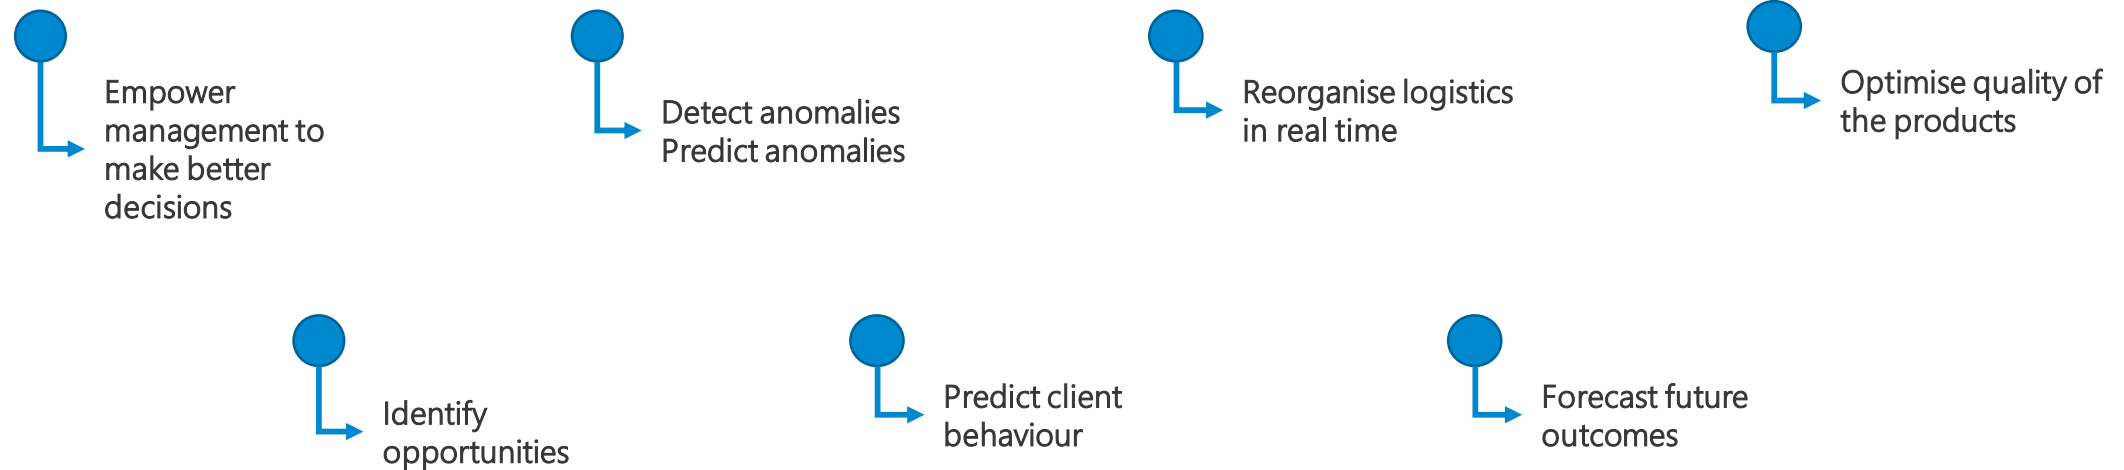 Empower
management to
make better
decisions
Detect anomalies
Predict anomalies
Reorganise logistics
in real time
Optimise quality of
the products
Identify
opportunities
Predict client
behaviour
Forecast future
outcomes